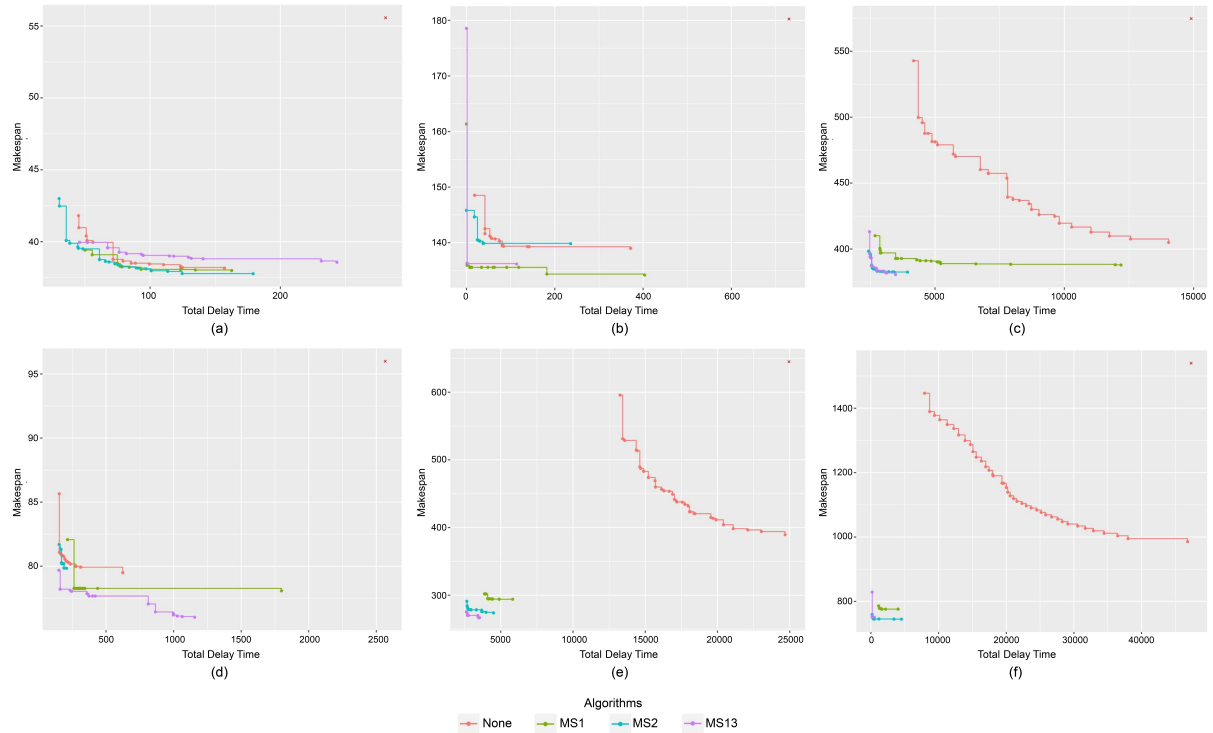 55
50
45
40
Makespan
100
200
Total Delay Time
(a)
180
170
160
150
140
Makespan
0
200
400
600
Total Delay Time
(b)
550
500
450
400
Makespan
5000
10000
15000
Total Delay Time
(c)
95
90
85
80
Makespan
500
1000
1500
2000
2500
Total Delay Time
(d)
600
500
400
300
Makespan
5000
10000
15000
20000
25000
Total Delay Time
(e)
1400
1200
1000
800
Makespan
0
10000
20000
30000
40000
Total Delay Time
(f)
Algorithms
None MS1 MS2 MS13